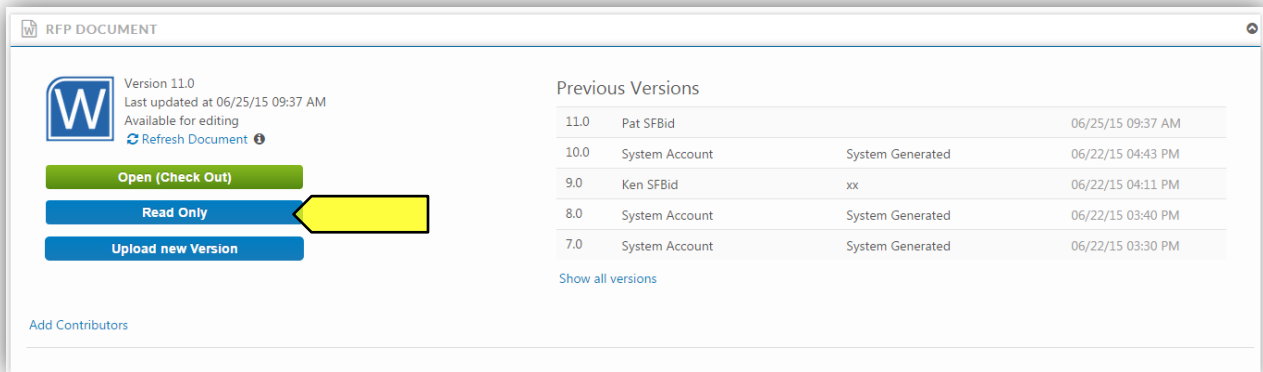 RFP DOCUMENT
W
Version 11.0
Last updated at 06/25/15 09:37 AM
Available for editing
Refresh Document
Open (Check Out)
Read Only
Upload new Version
Previous Versions
11.0 Pat SFBid 06/25/15 09:37 AM
10.0 System Account System Generated 06/22/15 04:43 PM
9.0 Ken SFBid xx 06/22/15 04:11 PM
8.0 System Account System Generated 06/22/15 03:40 PM
7.0 System Account System Generated 06/22/15 03:30 PM
Show all versions
Add Contributors